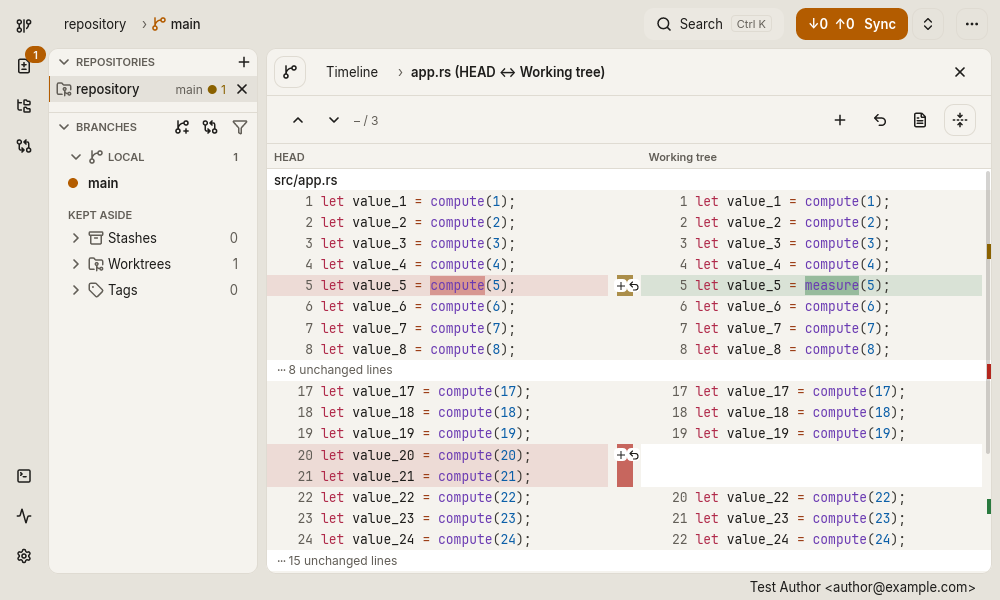 repository › main
Search Ctrl K
↓0 ↑0 Sync
1
REPOSITORIES
repository main 1
BRANCHES
LOCAL 1
main
KEPT ASIDE
Stashes 0
Worktrees 1
Tags 0
Timeline › app.rs (HEAD ↔ Working tree)
– / 3
HEAD Working tree
src/app.rs
1 let value_1 = compute(1); 1 let value_1 = compute(1);
2 let value_2 = compute(2); 2 let value_2 = compute(2);
3 let value_3 = compute(3); 3 let value_3 = compute(3);
4 let value_4 = compute(4); 4 let value_4 = compute(4);
5 let value_5 = compute(5); 5 let value_5 = measure(5);
6 let value_6 = compute(6); 6 let value_6 = compute(6);
7 let value_7 = compute(7); 7 let value_7 = compute(7);
8 let value_8 = compute(8); 8 let value_8 = compute(8);
··· 8 unchanged lines
17 let value_17 = compute(17); 17 let value_17 = compute(17);
18 let value_18 = compute(18); 18 let value_18 = compute(18);
19 let value_19 = compute(19); 19 let value_19 = compute(19);
20 let value_20 = compute(20);
21 let value_21 = compute(21);
22 let value_22 = compute(22); 20 let value_22 = compute(22);
23 let value_23 = compute(23); 21 let value_23 = compute(23);
24 let value_24 = compute(24); 22 let value_24 = compute(24);
··· 15 unchanged lines
Test Author <author@example.com>